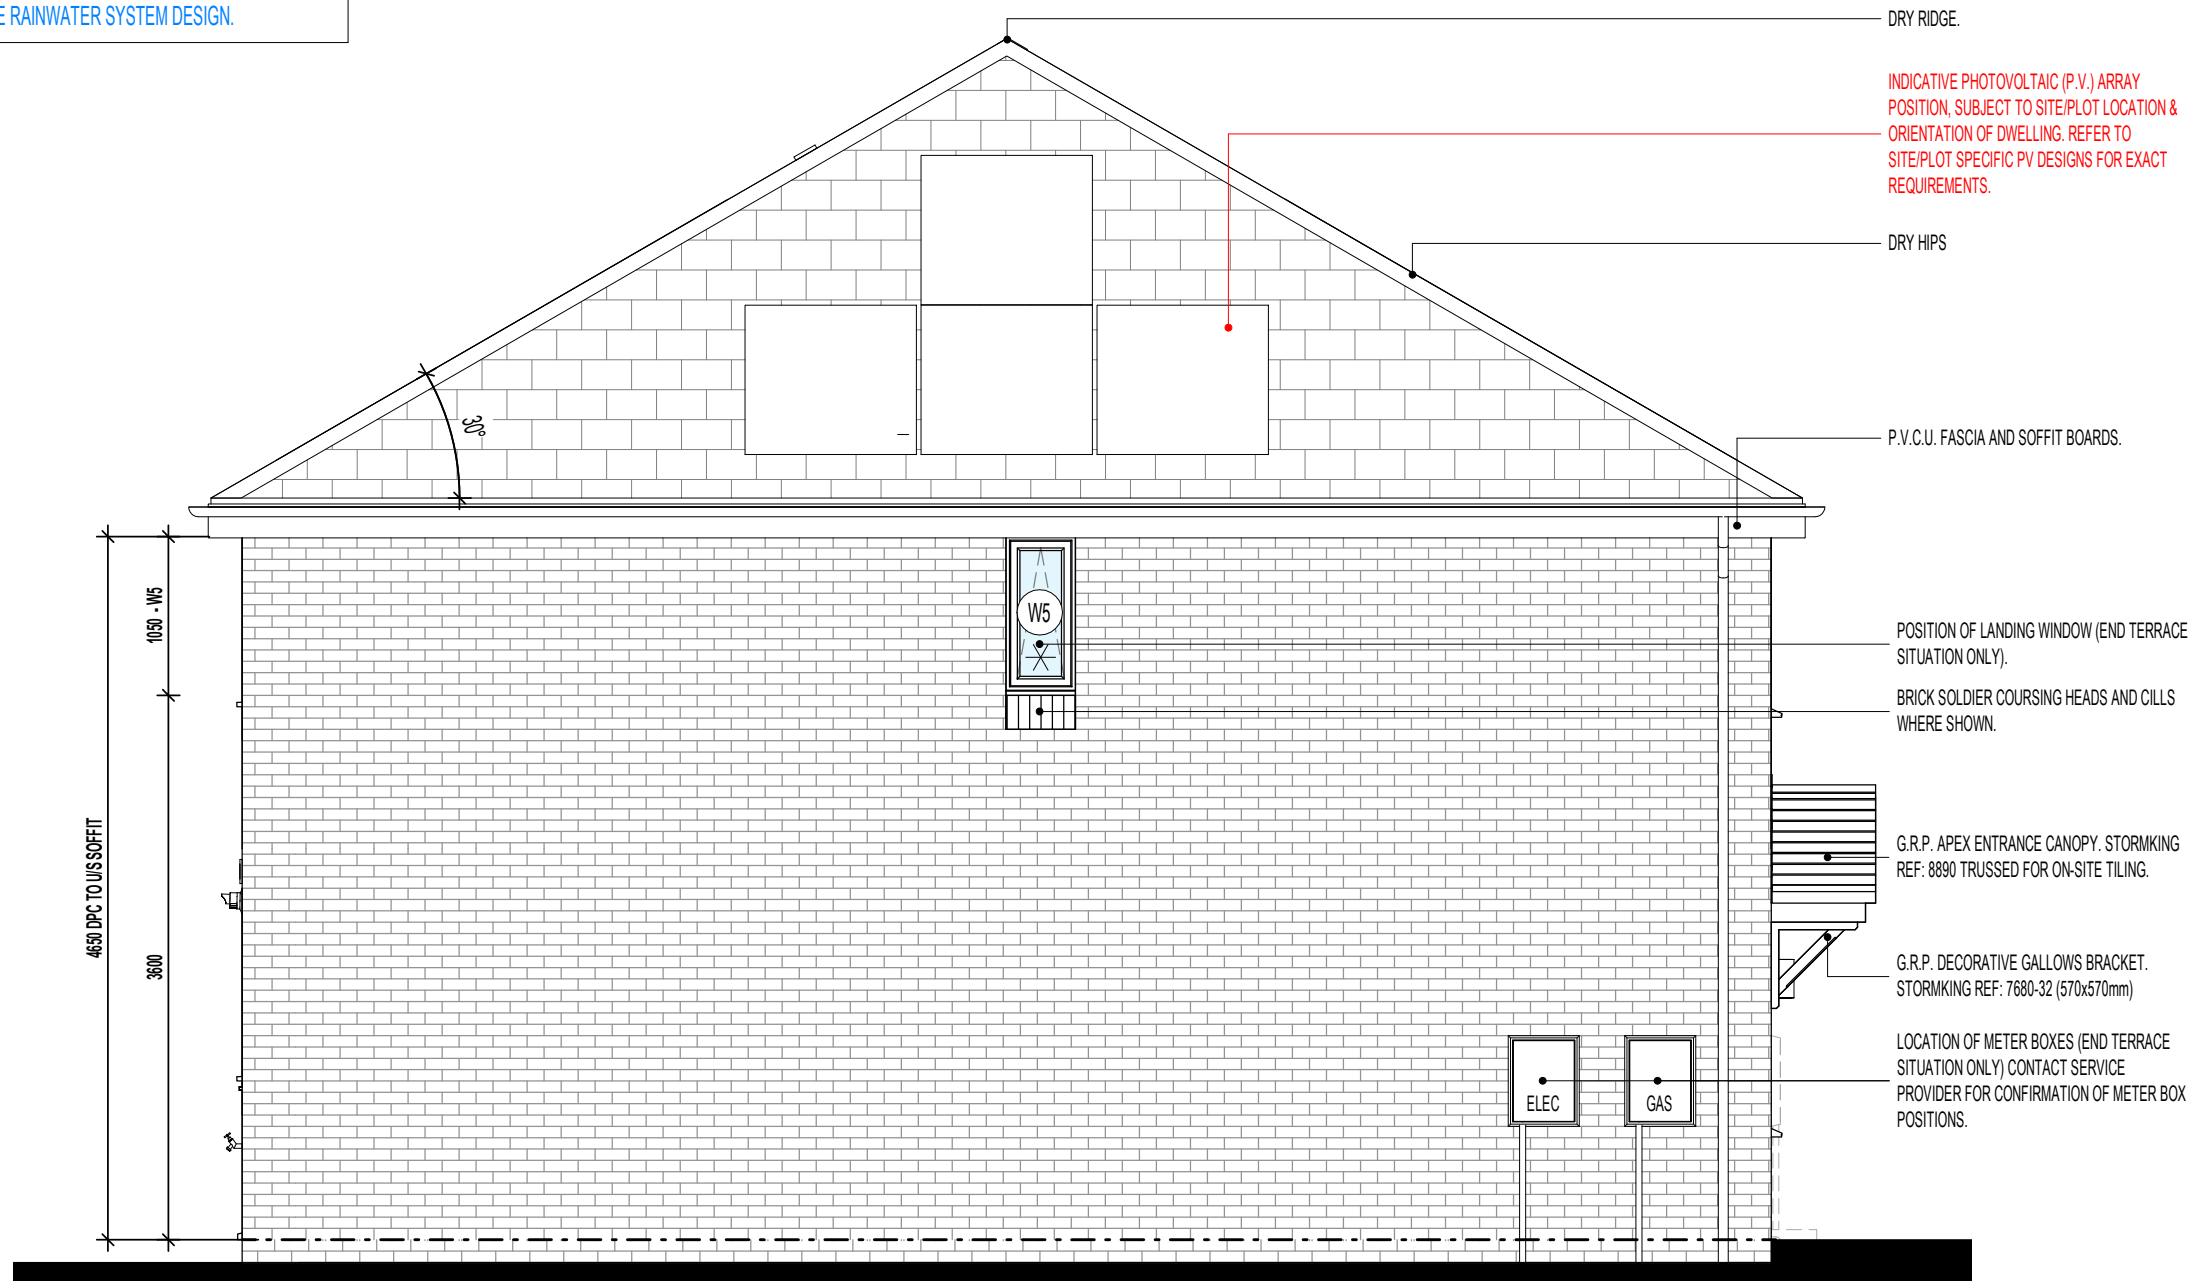 E RAINWATER SYSTEM DESIGN.
DRY RIDGE.
INDICATIVE PHOTOVOLTAIC (P.V.) ARRAY
POSITION, SUBJECT TO SITE/PLOT LOCATION &
ORIENTATION OF DWELLING. REFER TO
SITE/PLOT SPECIFIC PV DESIGNS FOR EXACT
REQUIREMENTS.
DRY HIPS
30°
P.V.C.U. FASCIA AND SOFFIT BOARDS.
1050 - W5
W5
POSITION OF LANDING WINDOW (END TERRACE
SITUATION ONLY).
BRICK SOLDIER COURSING HEADS AND CILLS
WHERE SHOWN.
4650 DPC TO U/S SOFFIT
3600
G.R.P. APEX ENTRANCE CANOPY. STORMKING
REF: 8890 TRUSSED FOR ON-SITE TILING.
G.R.P. DECORATIVE GALLOWS BRACKET.
STORMKING REF: 7680-32 (570x570mm)
LOCATION OF METER BOXES (END TERRACE
SITUATION ONLY) CONTACT SERVICE
PROVIDER FOR CONFIRMATION OF METER BOX
POSITIONS.
ELEC
GAS